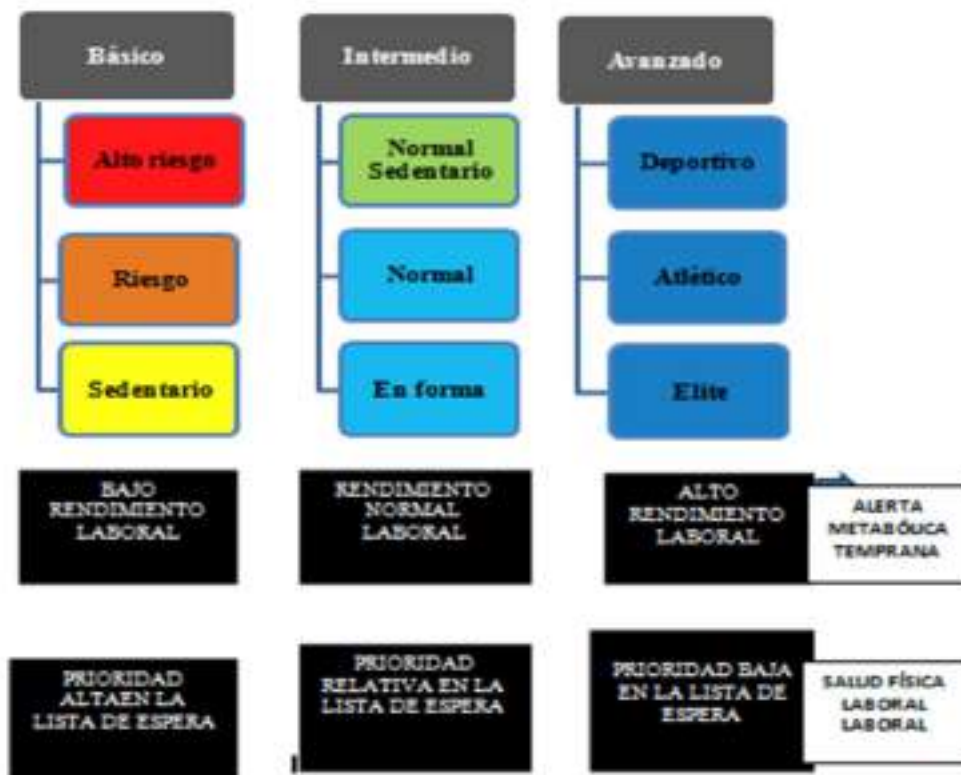 Básico
Intermedio
Avanzado
Alto riesgo
Normal
Sedentario
Deportivo
Riesgo
Normal
Atlético
Sedentario
En forma
Elite
BAJO
RENDIMIENTO
LABORAL
RENDIMIENTO
NORMAL
LABORAL
ALTO
RENDIMIENTO
LABORAL
ALERTA
METABÓLICA
TEMPRANA
PRIORIDAD
ALTAEN LA
LISTA DE ESPERA
PRIORIDAD
RELATIVA EN LA
LISTA DE ESPERA
PRIORIDAD BAJA
EN LA LISTA DE
ESPERA
SALUD FÍSICA
LABORAL
LABORAL